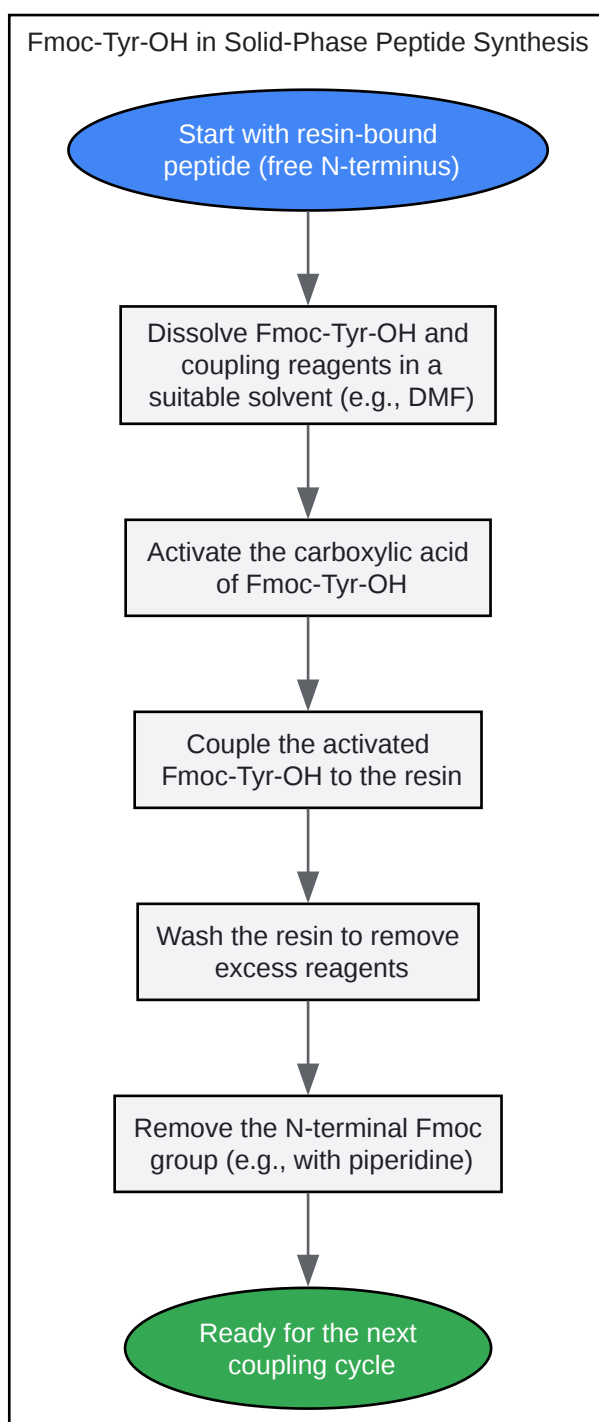 Fmoc-Tyr-OH in Solid-Phase Peptide Synthesis
Start with resin-bound
peptide (free N-terminus)
Dissolve Fmoc-Tyr-OH and
coupling reagents in a
suitable solvent (e.g., DMF)
Activate the carboxylic acid
of Fmoc-Tyr-OH
Couple the activated
Fmoc-Tyr-OH to the resin
Wash the resin to remove
excess reagents
Remove the N-terminal Fmoc
group (e.g., with piperidine)
Ready for the next
coupling cycle